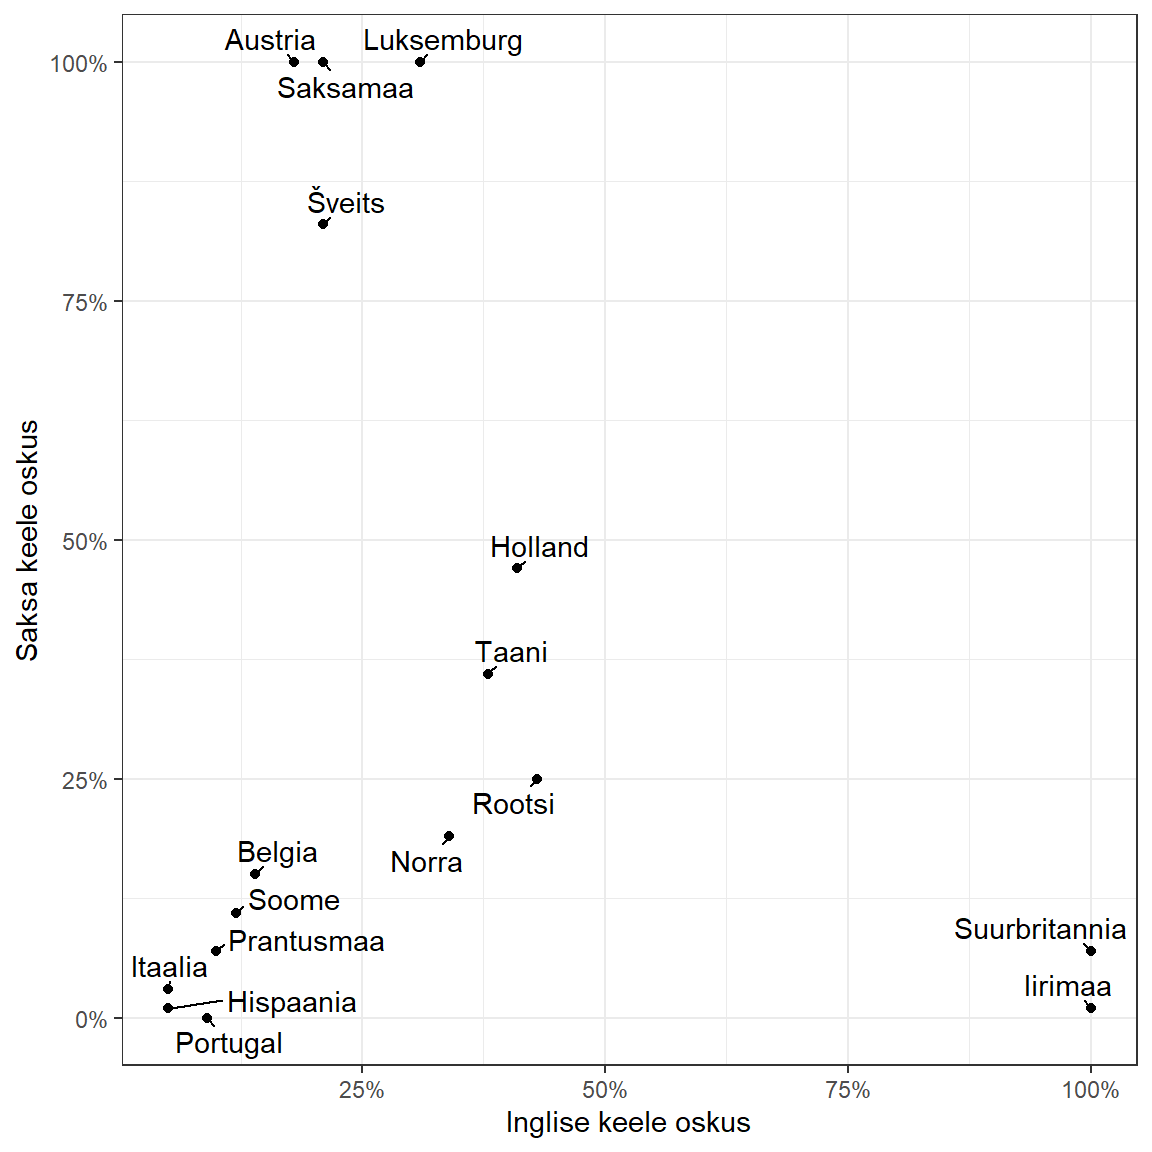 Austria
Luksemburg
100%
Saksamaa
Šveits
75%
Saksa keele oskus
50%
Holland
Taani
25%
Rootsi
Norra
Belgia
Soome
Prantusmaa
Suurbritannia
Itaalia
Iirimaa
Hispaania
0%
Portugal
25%
50%
75%
100%
Inglise keele oskus